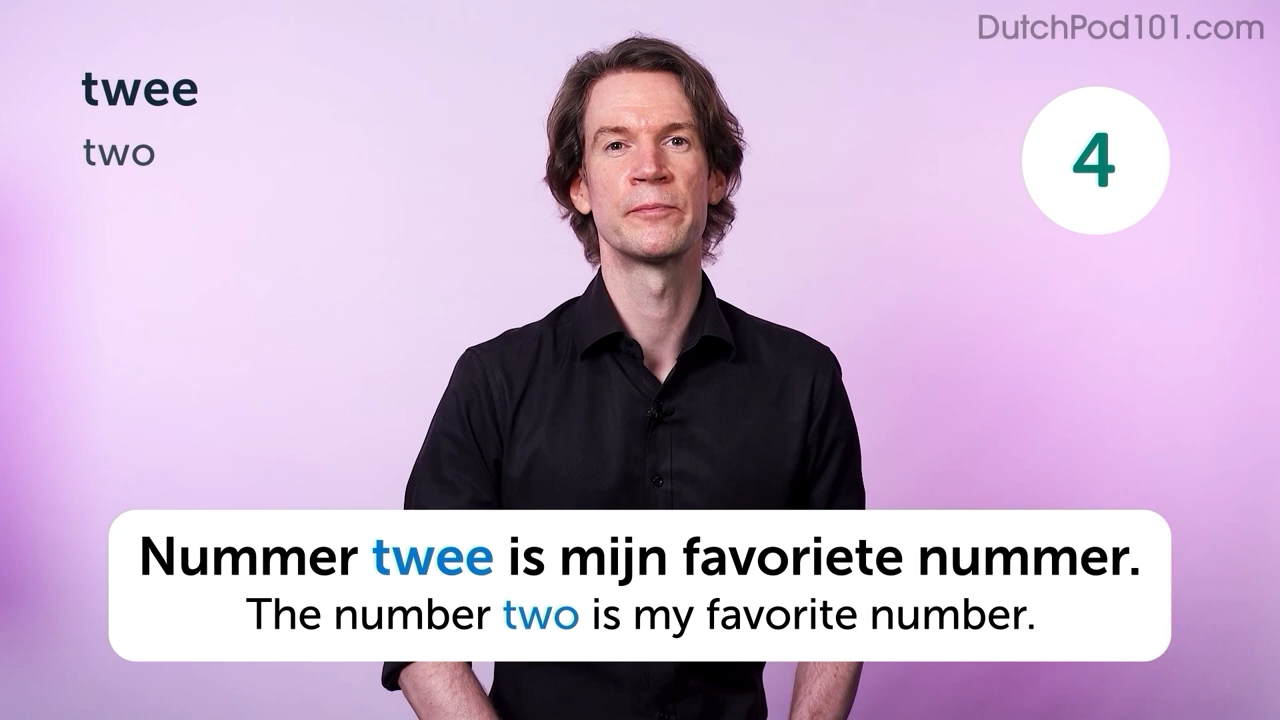 DutchPod101.com
twee
two
4
Nummer twee is mijn favoriete nummer.
The number two is my favorite number.